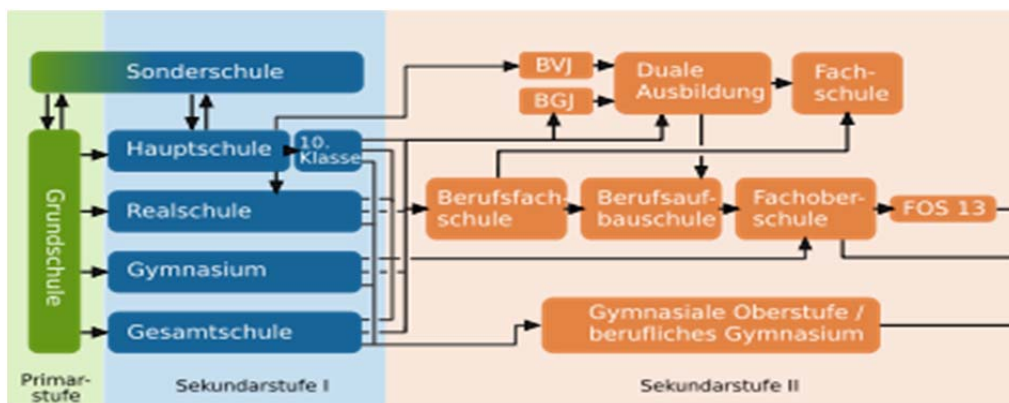 Sonderschule
Grundschule
Hauptschule
10.
Klasse
Realschule
Gymnasium
Gesamtschule
BVJ
BGJ
Duale
Ausbildung
Fach-
schule
Berufsfach-
schule
Berufsauf-
bauschule
Fachober-
schule
FOS 13
Gymnasiale Oberstufe /
berufliches Gymnasium
Primar-
stufe
Sekundarstufe I
Sekundarstufe II